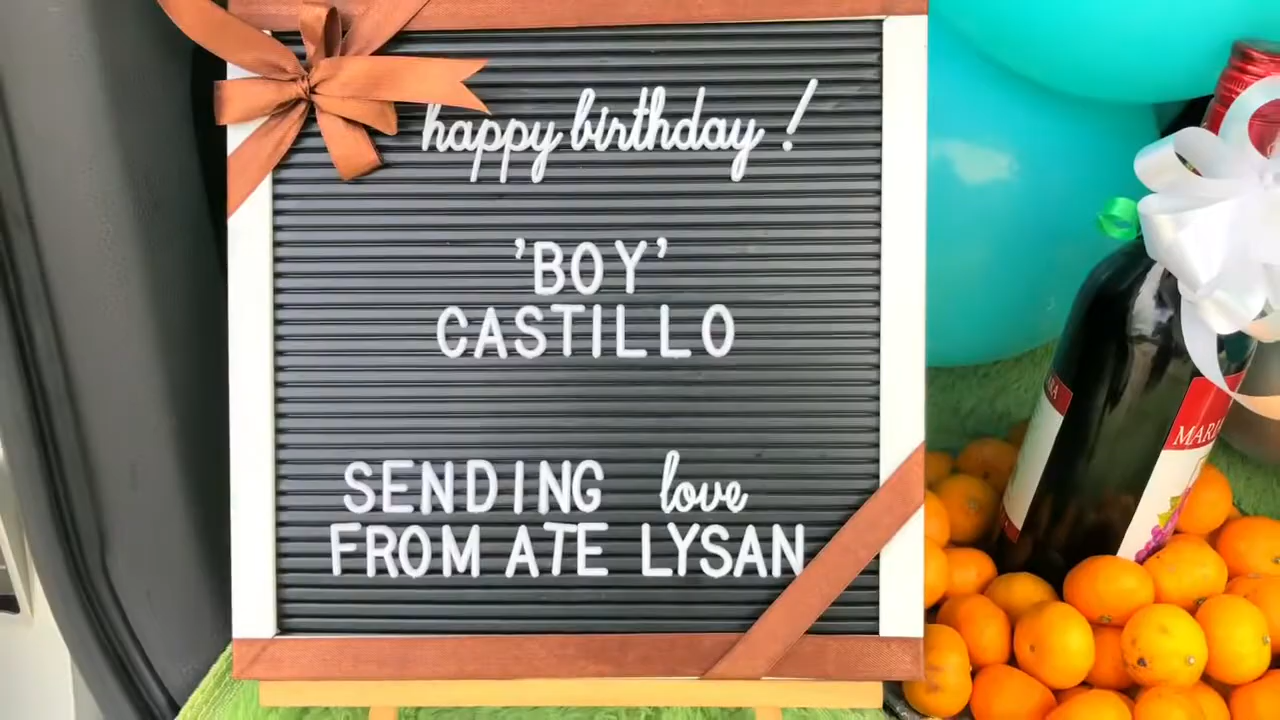 happy birthday !
'BOY'
CASTILLO
SENDING love
FROM ATE LYSAN